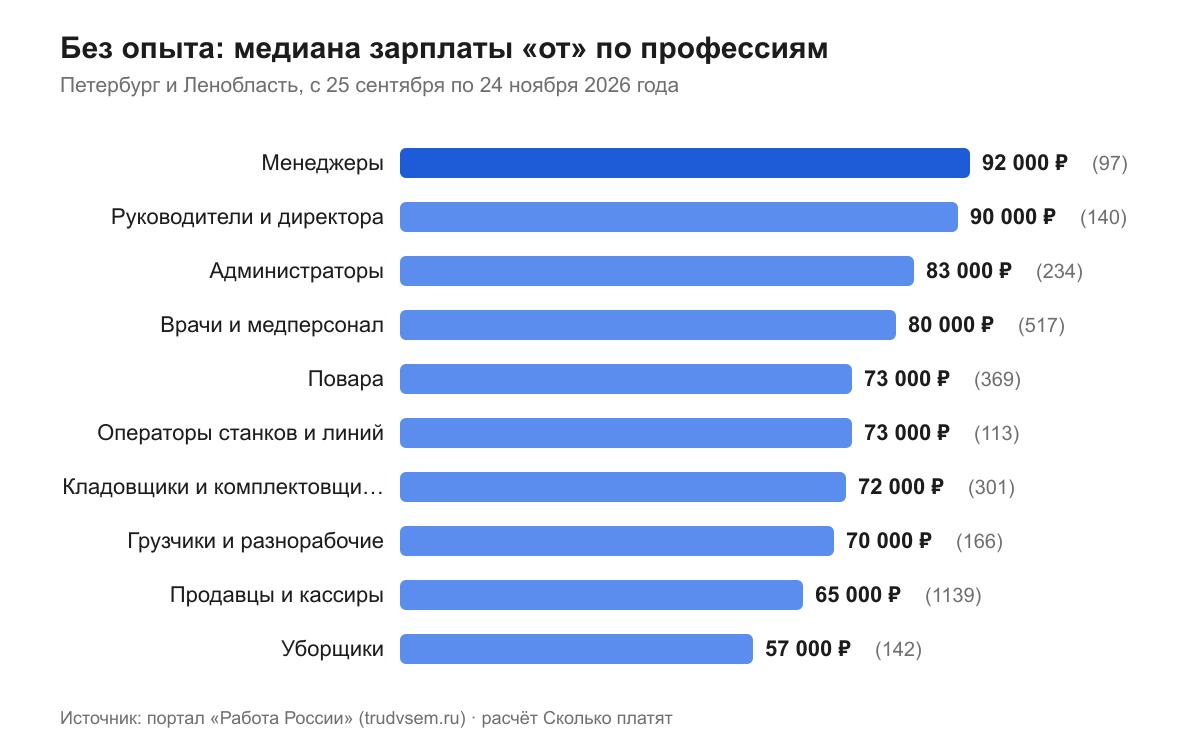 Без опыта: медиана зарплаты «от» по профессиям
Петербург и Ленобласть, с 25 сентября по 24 ноября 2026 года
Менеджеры 92 000 ₽ (97)
Руководители и директора 90 000 ₽ (140)
Администраторы 83 000 ₽ (234)
Врачи и медперсонал 80 000 ₽ (517)
Повара 73 000 ₽ (369)
Операторы станков и линий 73 000 ₽ (113)
Кладовщики и комплектовщи… 72 000 ₽ (301)
Грузчики и разнорабочие 70 000 ₽ (166)
Продавцы и кассиры 65 000 ₽ (1139)
Уборщики 57 000 ₽ (142)
Источник: портал «Работа России» (trudvsem.ru) · расчёт Сколько платят